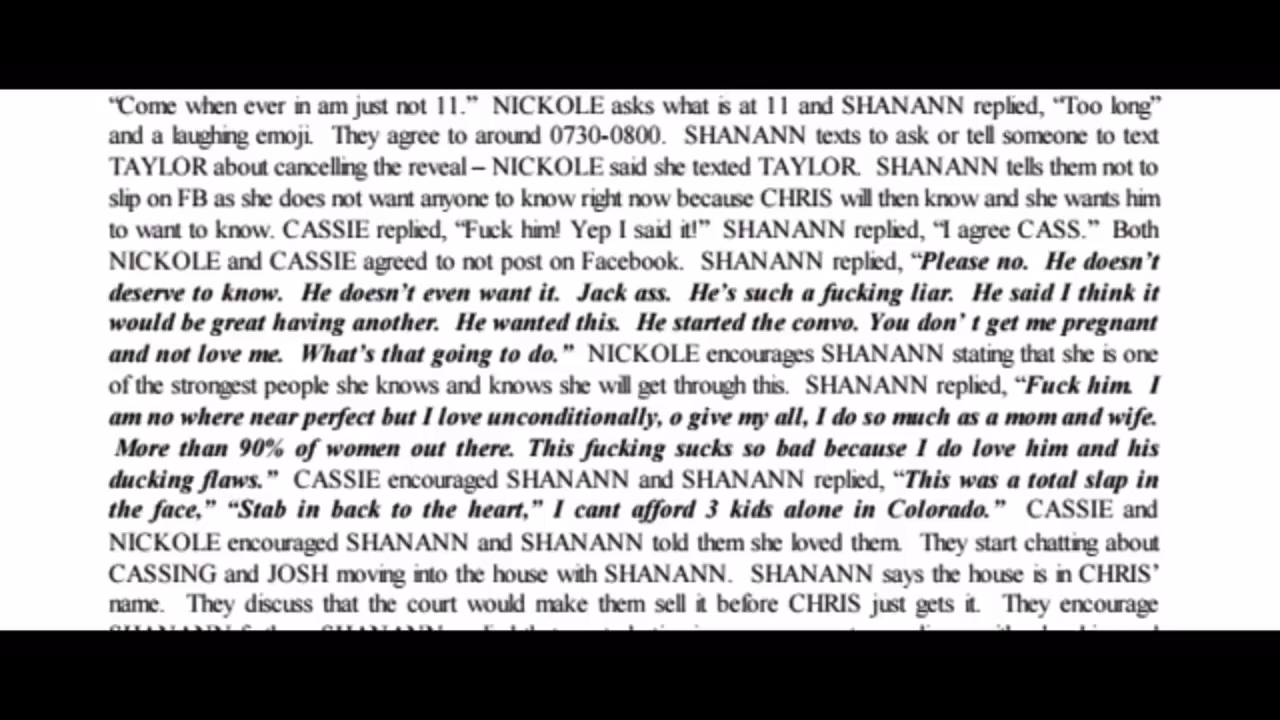 “Come when ever in am just not 11.” NICKOLE asks what is at 11 and SHANANN replied, “Too long”
and a laughing emoji. They agree to around 0730-0800. SHANANN texts to ask or tell someone to text
TAYLOR about cancelling the reveal – NICKOLE said she texted TAYLOR. SHANANN tells them not to
slip on FB as she does not want anyone to know right now because CHRIS will then know and she wants him
to want to know. CASSIE replied, “Fuck him! Yep I said it!” SHANANN replied, “I agree CASS.” Both
NICKOLE and CASSIE agreed to not post on Facebook. SHANANN replied, “Please no. He doesn’t
deserve to know. He doesn’t even want it. Jack ass. He’s such a fucking liar. He said I think it
would be great having another. He wanted this. He started the convo. You don’ t get me pregnant
and not love me. What’s that going to do.” NICKOLE encourages SHANANN stating that she is one
of the strongest people she knows and knows she will get through this. SHANANN replied, “Fuck him. I
am no where near perfect but I love unconditionally, o give my all, I do so much as a mom and wife.
More than 90% of women out there. This fucking sucks so bad because I do love him and his
ducking flaws.” CASSIE encouraged SHANANN and SHANANN replied, “This was a total slap in
the face,” “Stab in back to the heart,” I cant afford 3 kids alone in Colorado.” CASSIE and
NICKOLE encouraged SHANANN and SHANANN told them she loved them. They start chatting about
CASSING and JOSH moving into the house with SHANANN. SHANANN says the house is in CHRIS’
name. They discuss that the court would make them sell it before CHRIS just gets it. They encourage